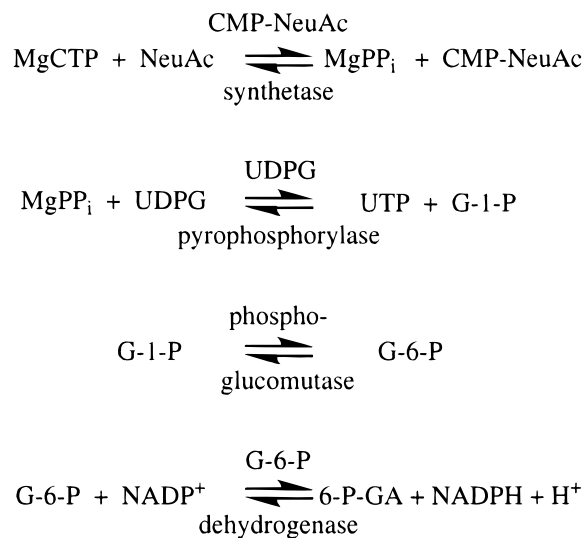 CMP-NeuAc
MgCTP + NeuAc ⇌ MgPPi + CMP-NeuAc
synthetase
UDPG
MgPPi + UDPG ⇌ UTP + G-1-P
pyrophosphorylase
phospho-
G-1-P ⇌ G-6-P
glucomutase
G-6-P
G-6-P + NADP+ ⇌ 6-P-GA + NADPH + H+
dehydrogenase